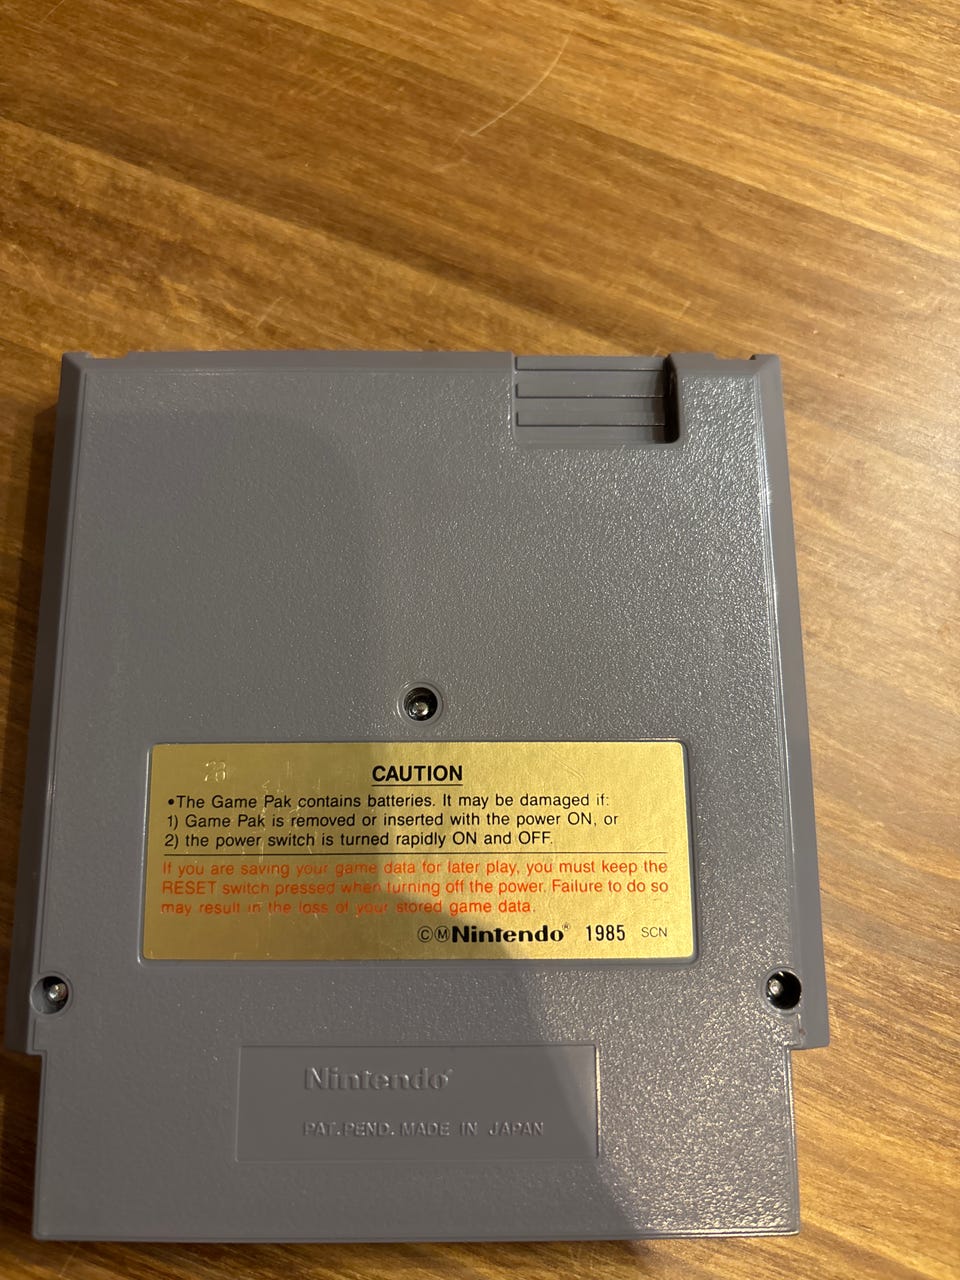 28
CAUTION
•The Game Pak contains batteries. It may be damaged if:
1) Game Pak is removed or inserted with the power ON, or
2) the power switch is turned rapidly ON and OFF.
If you are saving your game data for later play, you must keep the
RESET switch pressed when turning off the power. Failure to do so
may result in the loss of your stored game data.
©Ⓜ Nintendo® 1985 SCN
Nintendo®
PAT.PEND. MADE IN JAPAN